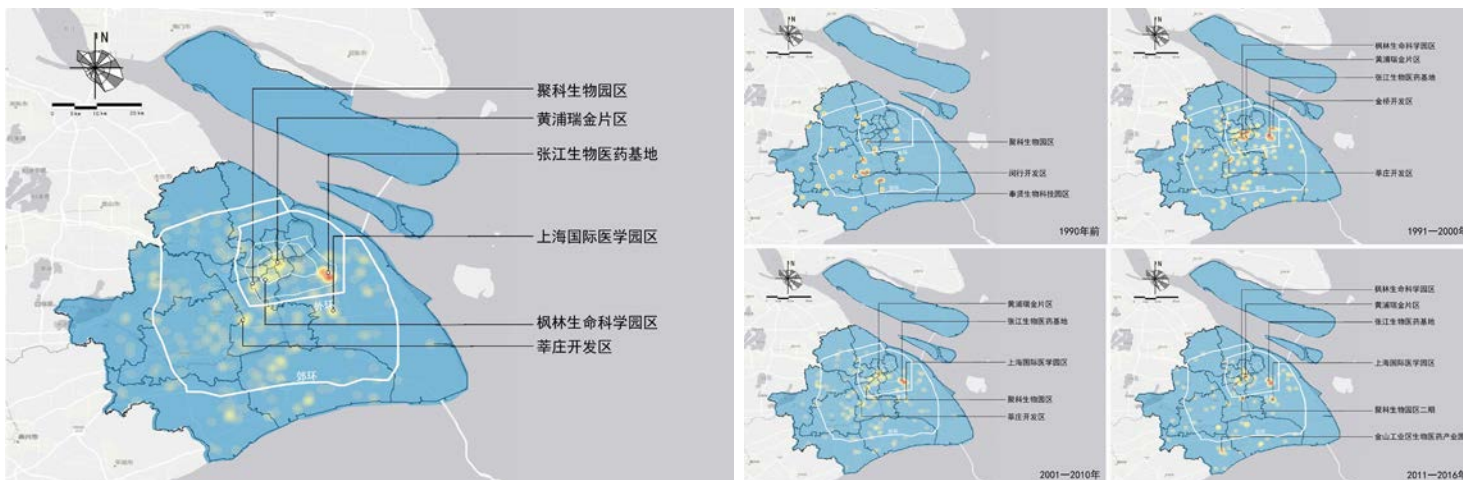 N
聚科生物园区
黄浦瑞金片区
张江生物医药基地
上海国际医学园区
枫林生命科学园区
莘庄开发区
外环
郊环
聚科生物园区
闵行开发区
奉贤生物科技园区
1990年前
N
枫林生命科学园区
黄浦瑞金片区
张江生物医药基地
金桥开发区
莘庄开发区
1991—2000年
N
黄浦瑞金片区
张江生物医药基地
上海国际医学园区
聚科生物园区
莘庄开发区
2001—2010年
N
枫林生命科学园区
黄浦瑞金片区
张江生物医药基地
上海国际医学园区
聚科生物园区二期
金山工业区生物医药产业园
2011—2016年